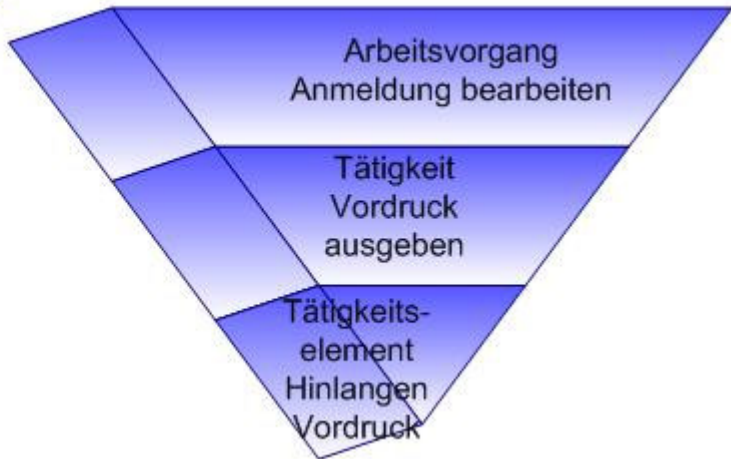 Arbeitsvorgang
Anmeldung bearbeiten
Tätigkeit
Vordruck
ausgeben
Tätigkeits-
element
Hinlangen
Vordruck